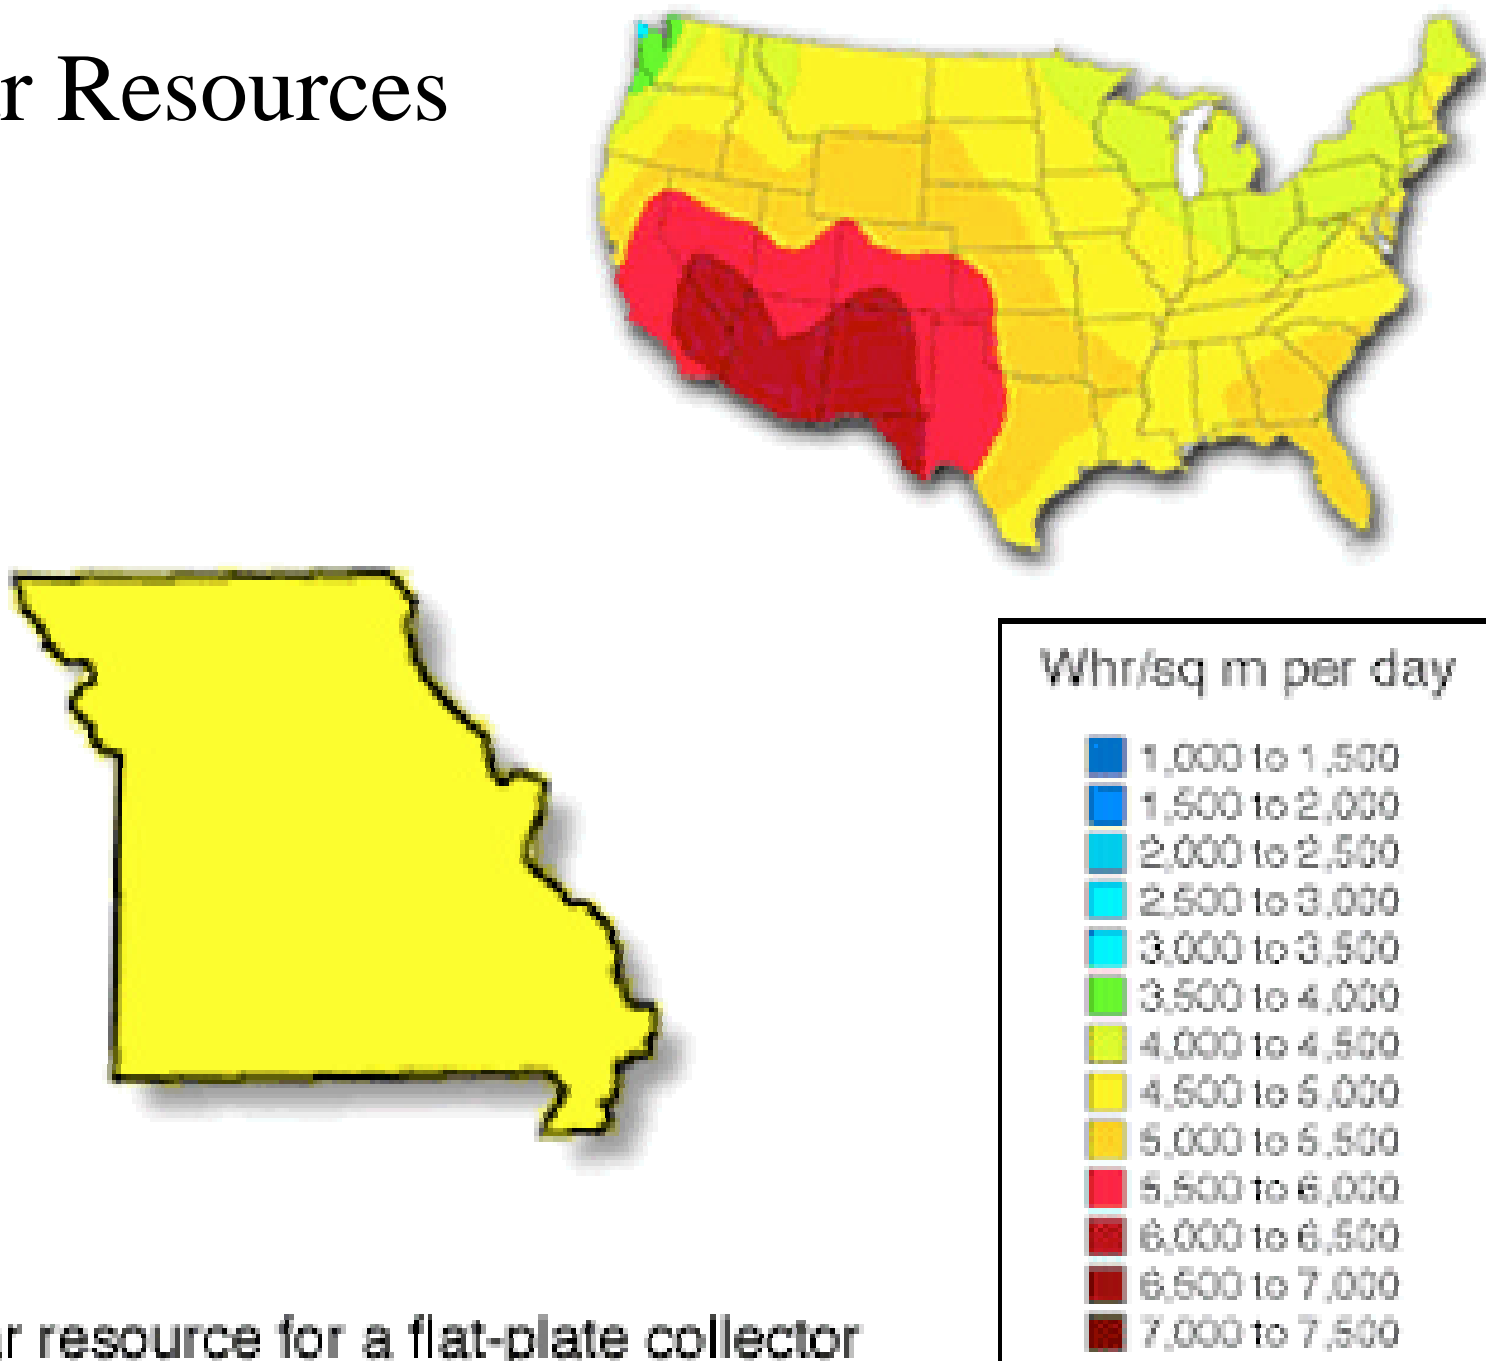 r Resources
Whr/sq m per day
1,000 to 1,500
1,500 to 2,000
2,000 to 2,500
2,500 to 3,000
3,000 to 3,500
3,500 to 4,000
4,000 to 4,500
4,500 to 5,000
5,000 to 5,500
5,500 to 6,000
6,000 to 6,500
6,500 to 7,000
7,000 to 7,500
r resource for a flat-plate collector